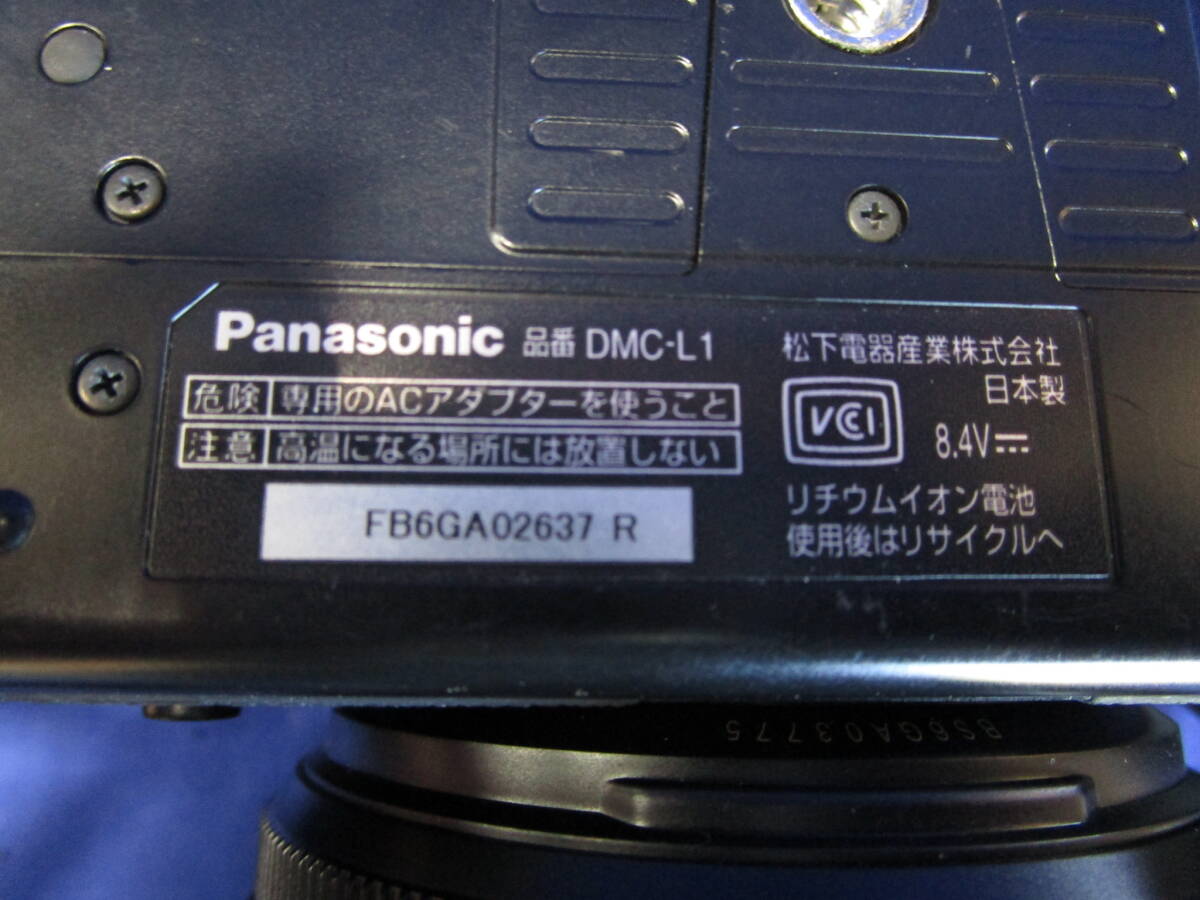 Panasonic 品番 DMC-L1
危険 専用のACアダプターを使うこと
注意 高温になる場所には放置しない
FB6GA02637 R
松下電器産業株式会社
日本製
VCCI 8.4V
リチウムイオン電池
使用後はリサイクルへ
BS6GA03775